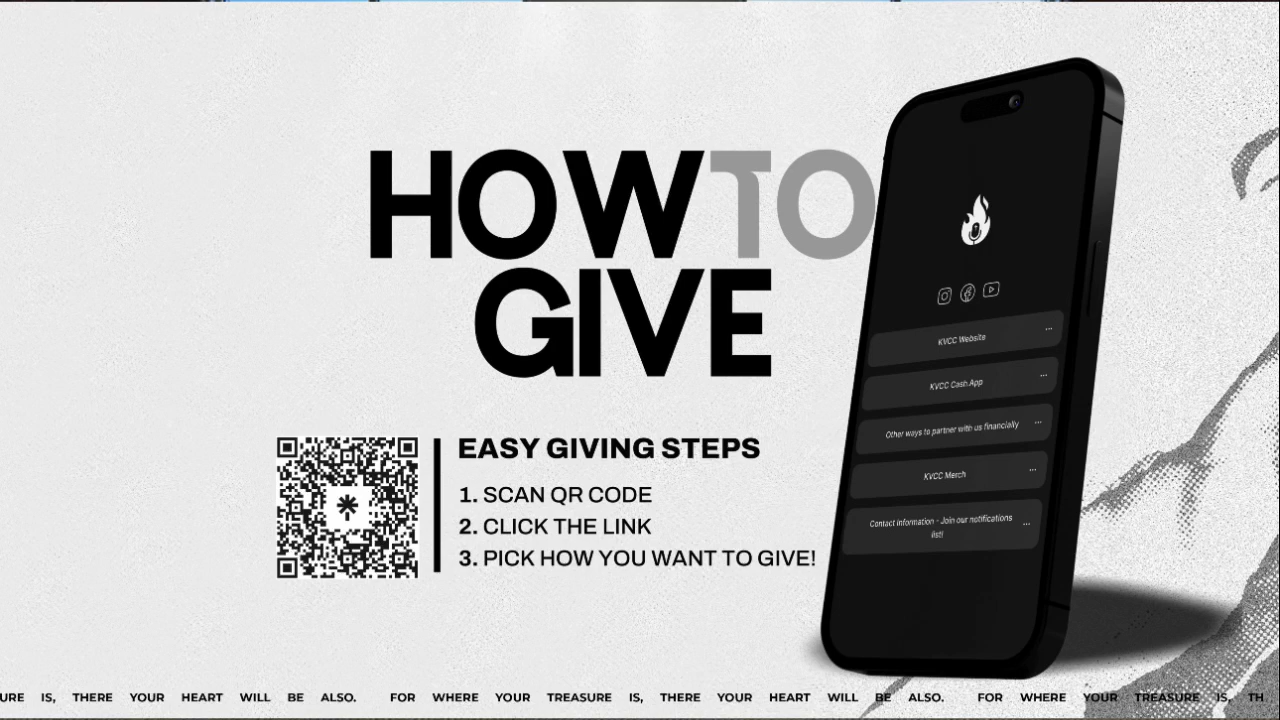 HOW TO
GIVE
EASY GIVING STEPS
1. SCAN QR CODE
2. CLICK THE LINK
3. PICK HOW YOU WANT TO GIVE!
KVCC Website
KVCC Cash App
Other ways to partner with us financially
KVCC Merch
Contact Information - Join our notifications
list!
URE IS, THERE YOUR HEART WILL BE ALSO. FOR WHERE YOUR TREASURE IS, THERE YOUR HEART WILL BE ALSO. FOR WHERE YOUR TREASURE IS, TH